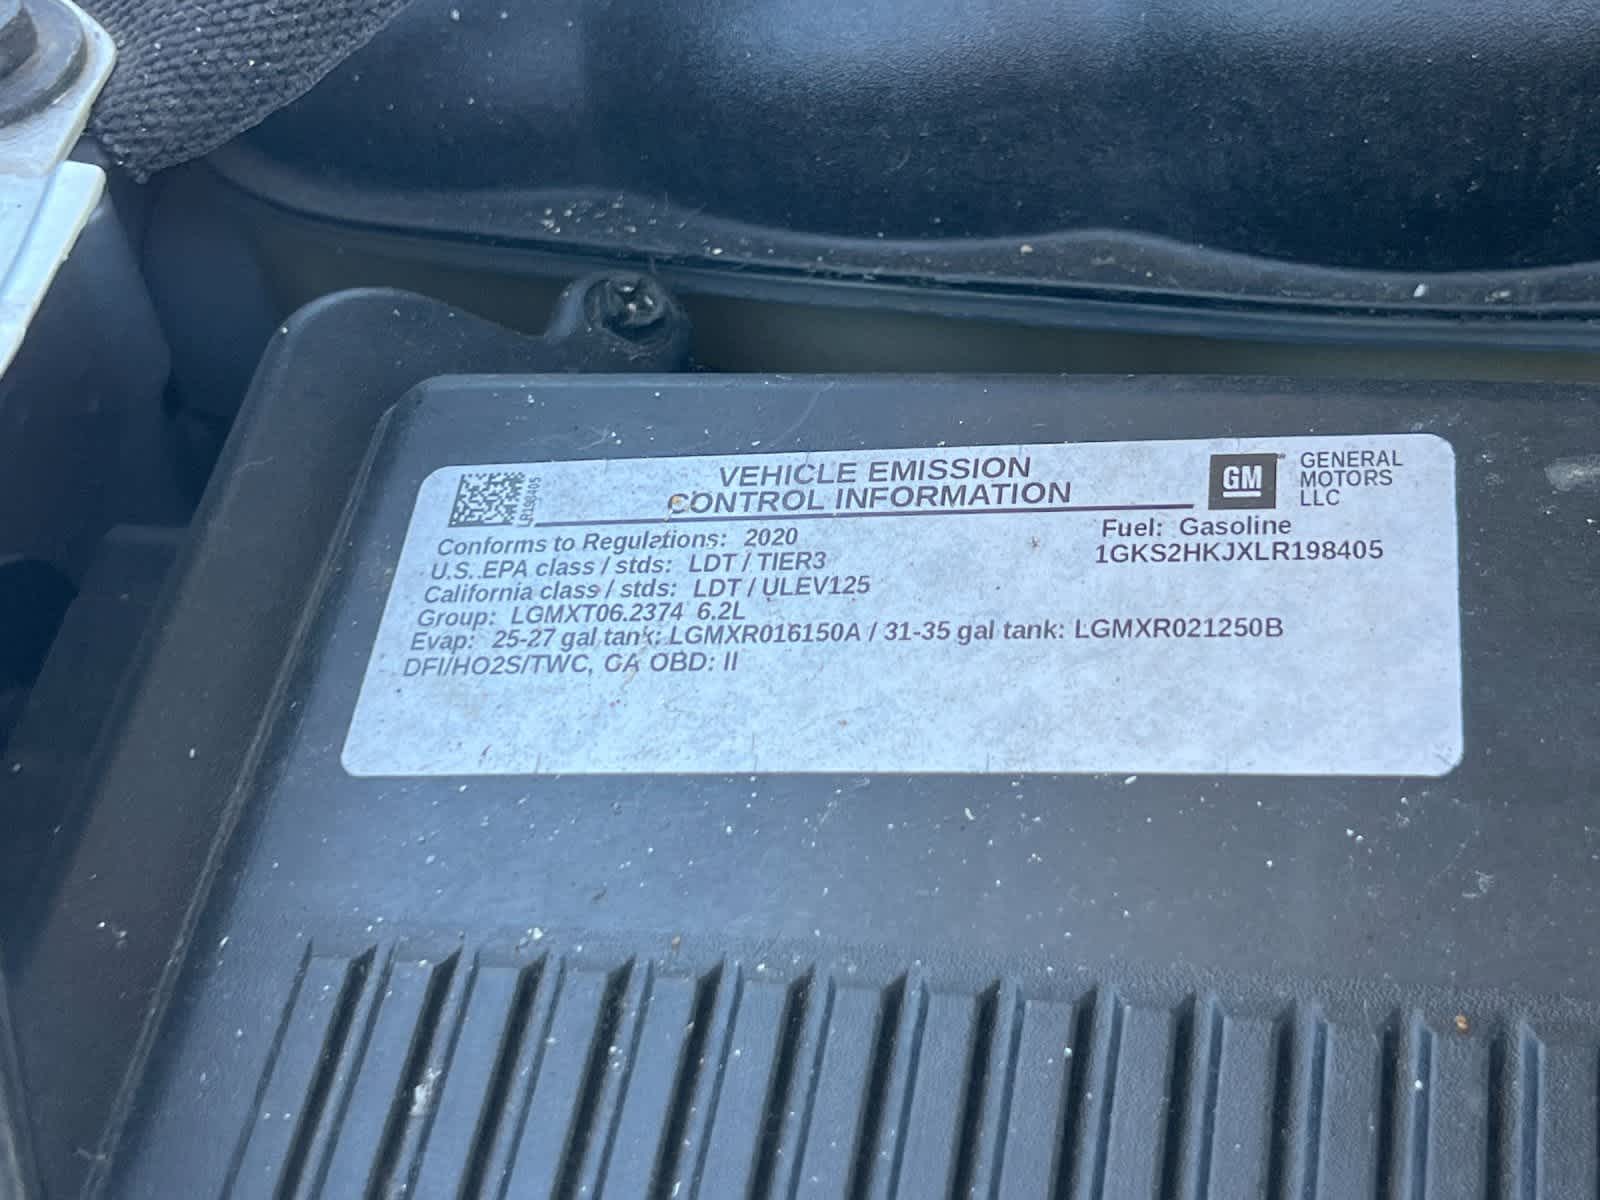 VEHICLE EMISSION
CONTROL INFORMATION
GM
GENERAL
MOTORS
LLC
LR198405
Conforms to Regulations: 2020
U.S. EPA class / stds: LDT / TIER3
California class / stds: LDT / ULEV125
Group: LGMXT06.2374 6.2L
Evap: 25-27 gal tank: LGMXR016150A / 31-35 gal tank: LGMXR021250B
DFI/HO2S/TWC, CA OBD: II
Fuel: Gasoline
1GKS2HKJXLR198405